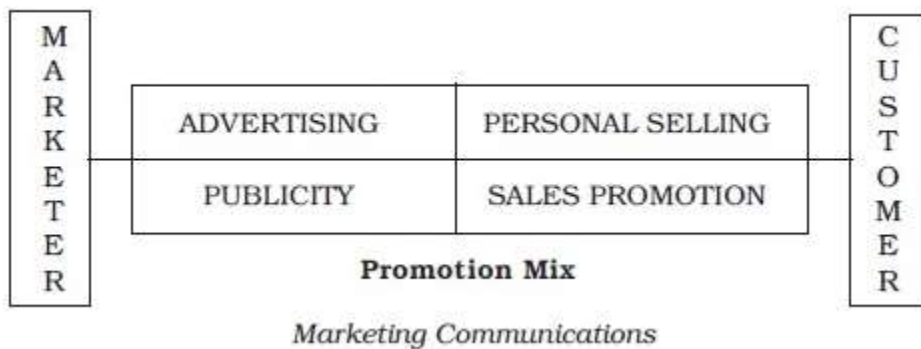 MARKETER
ADVERTISING
PERSONAL SELLING
PUBLICITY
SALES PROMOTION
CUSTOMER
Promotion Mix
Marketing Communications